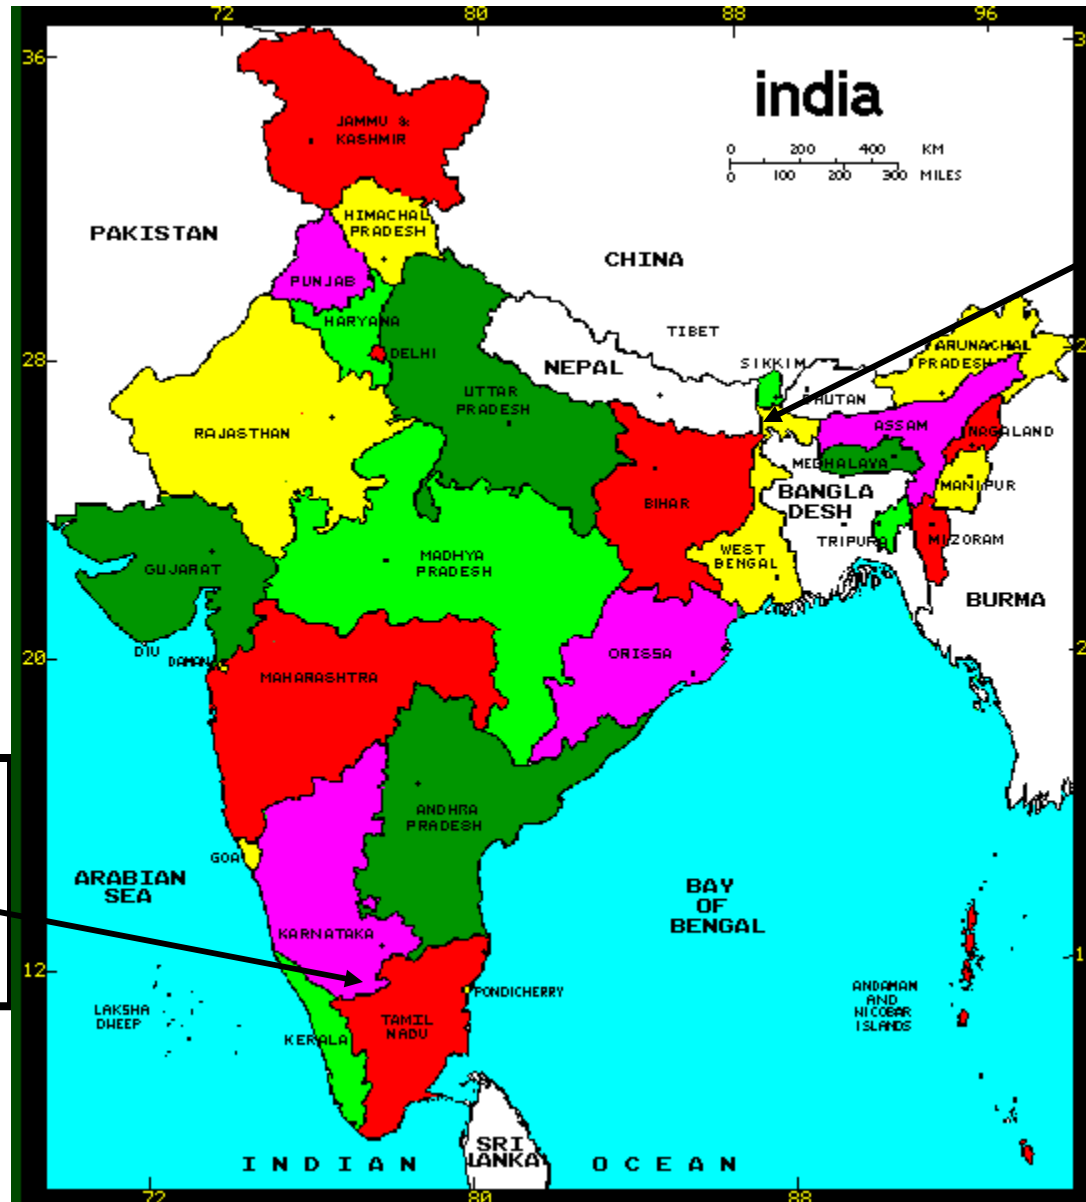 72 80 88 96
36
3
india
JAMMU &
KASHMIR
0 200 400 KM
0 100 200 300 MILES
HIMACHAL
PRADESH
PAKISTAN
CHINA
PUNJAB
HARYANA
TIBET
DELHI
28
2
NEPAL
SIKKIM
ARUNACHAL
PRADESH
BHUTAN
UTTAR
PRADESH
RAJASTHAN
ASSAM
NAGALAND
MEGHALAYA
MANIPUR
BANGLA
DESH
BIHAR
TRIPURA
MIZORAM
WEST
BENGAL
MADHYA
PRADESH
GUJARAT
BURMA
DIU
DAMAN
20
2
ORISSA
MAHARASHTRA
ANDHRA
PRADESH
GOA
ARABIAN
SEA
BAY
OF
BENGAL
KARNATAKA
12
1
PONDICHERRY
ANDAMAN
AND
NICOBAR
ISLANDS
LAKSHA
DWEEP
TAMIL
NADU
KERALA
SRI
LANKA
INDIAN OCEAN
72 80 88